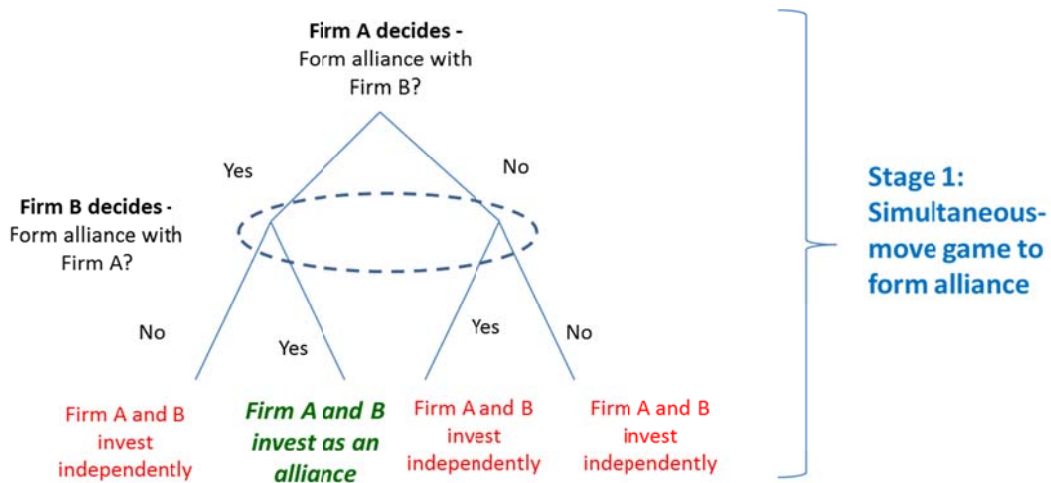 Firm A decides -
Form alliance with
Firm B?
Yes
No
Firm B decides -
Form alliance with
Firm A?
No
Yes
Yes
No
Firm A and B
invest
independently
Firm A and B
invest as an
alliance
Firm A and B
invest
independently
Firm A and B
invest
independently
Stage 1:
Simultaneous-
move game to
form alliance